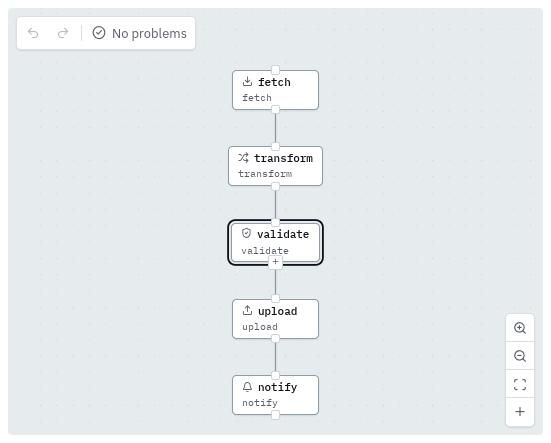 No problems
fetch
fetch
transform
transform
validate
validate
upload
upload
notify
notify